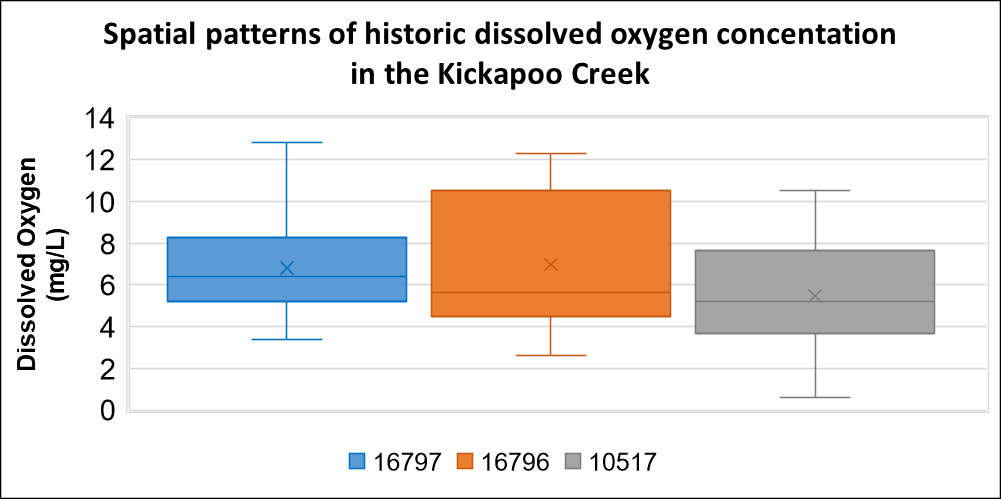 Spatial patterns of historic dissolved oxygen concentation
in the Kickapoo Creek
Dissolved Oxygen
(mg/L)
14
12
10
8
6
4
2
0
16797 16796 10517